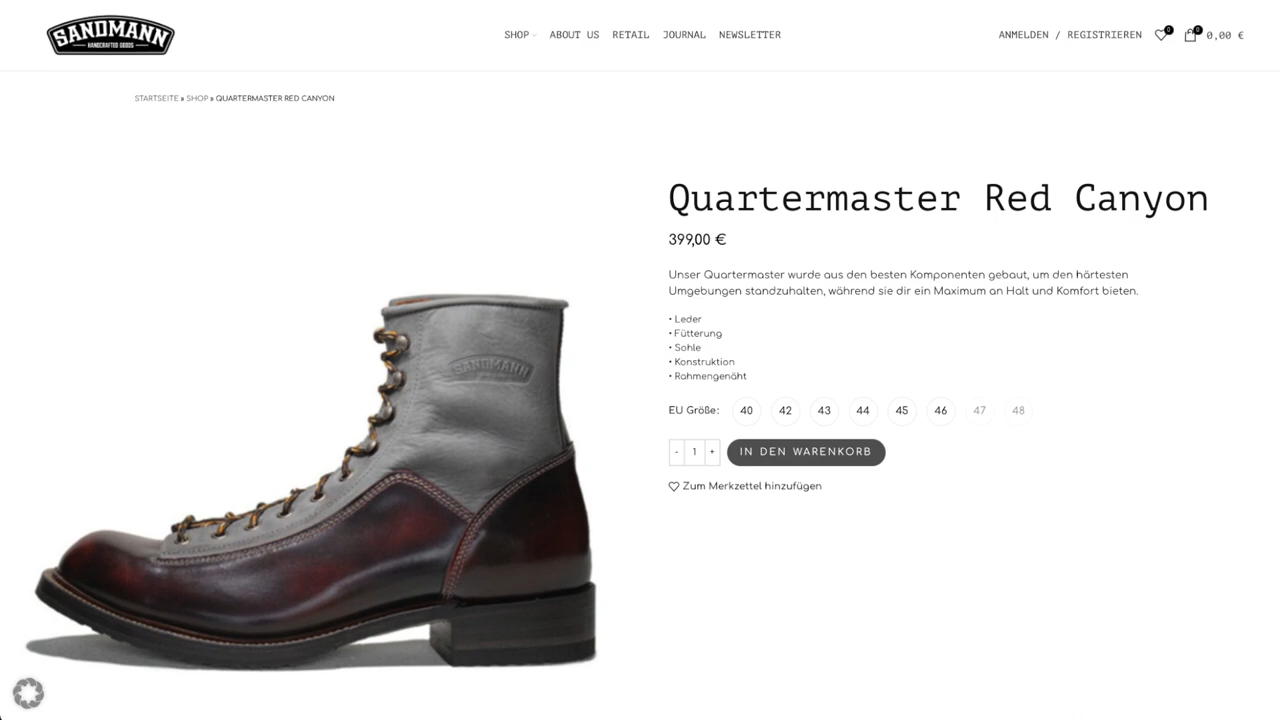 SANDMANN
HANDCRAFTED GOODS
SHOP ABOUT US RETAIL JOURNAL NEWSLETTER
ANMELDEN / REGISTRIEREN 0 0 0,00 €
STARTSEITE » SHOP » QUARTERMASTER RED CANYON
Quartermaster Red Canyon
399,00 €
Unser Quartermaster wurde aus den besten Komponenten gebaut, um den härtesten
Umgebungen standzuhalten, während sie dir ein Maximum an Halt und Komfort bieten.
• Leder
• Fütterung
• Sohle
• Konstruktion
• Rahmengenäht
EU Größe: 40 42 43 44 45 46 47 48
- 1 + IN DEN WARENKORB
Zum Merkzettel hinzufügen
SANDMANN